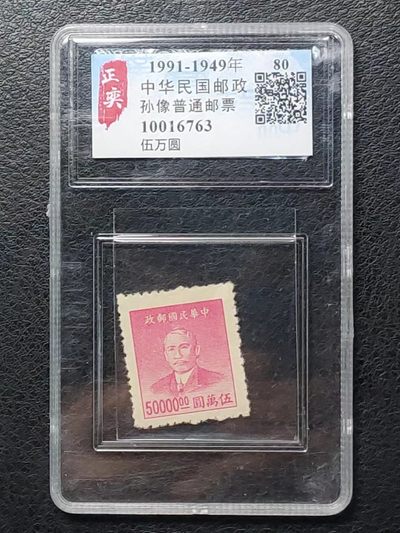 正奕
1991-1949年
80
中华民国邮政
孙像普通邮票
10016763
伍万圆
政郵國民華中
50000.00
圓萬伍